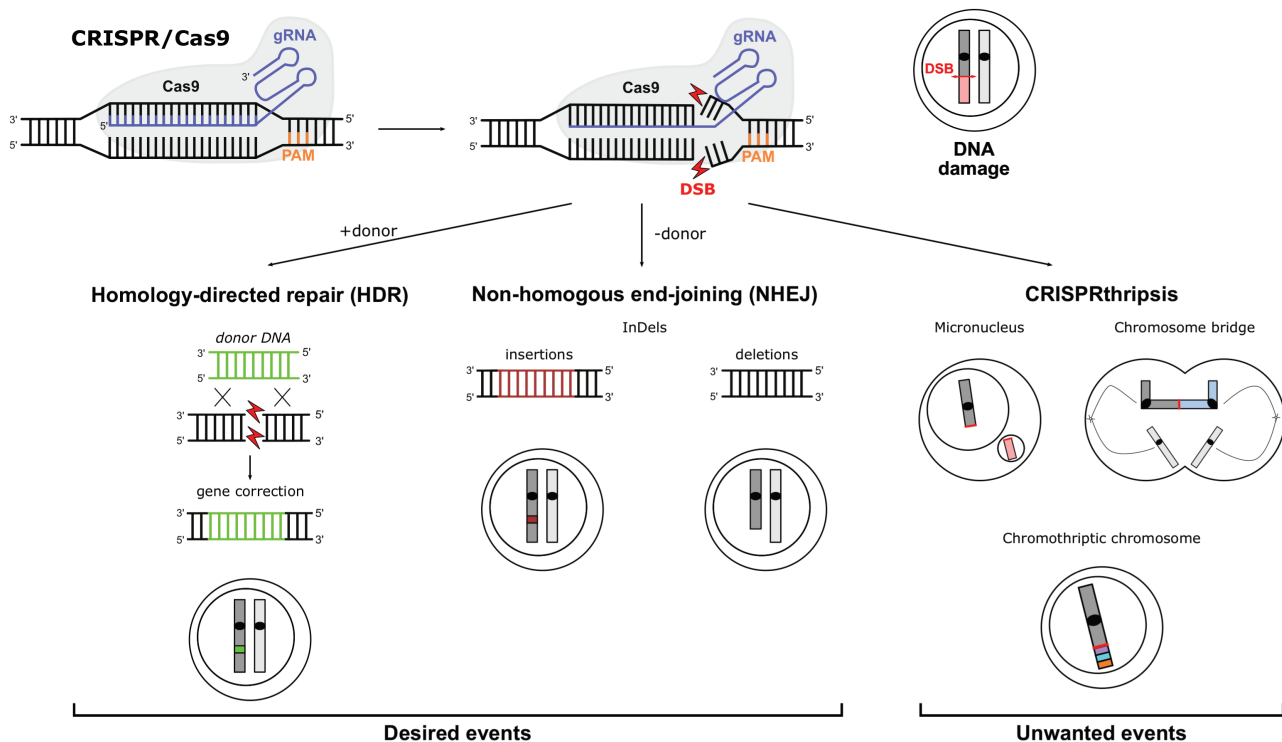 CRISPR/Cas9
gRNA
3'
Cas9
3'
5'
5'
5'
3'
PAM
gRNA
Cas9
3'
5'
5'
3'
PAM
DSB
DSB
DNA
damage
+donor
-donor
Homology-directed repair (HDR)
donor DNA
3'
5'
5'
3'
3'
5'
5'
3'
gene correction
3'
5'
5'
3'
Non-homogous end-joining (NHEJ)
InDels
insertions
3'
5'
5'
3'
deletions
3'
5'
5'
3'
CRISPRthripsis
Micronucleus
Chromosome bridge
Chromothriptic chromosome
Desired events
Unwanted events